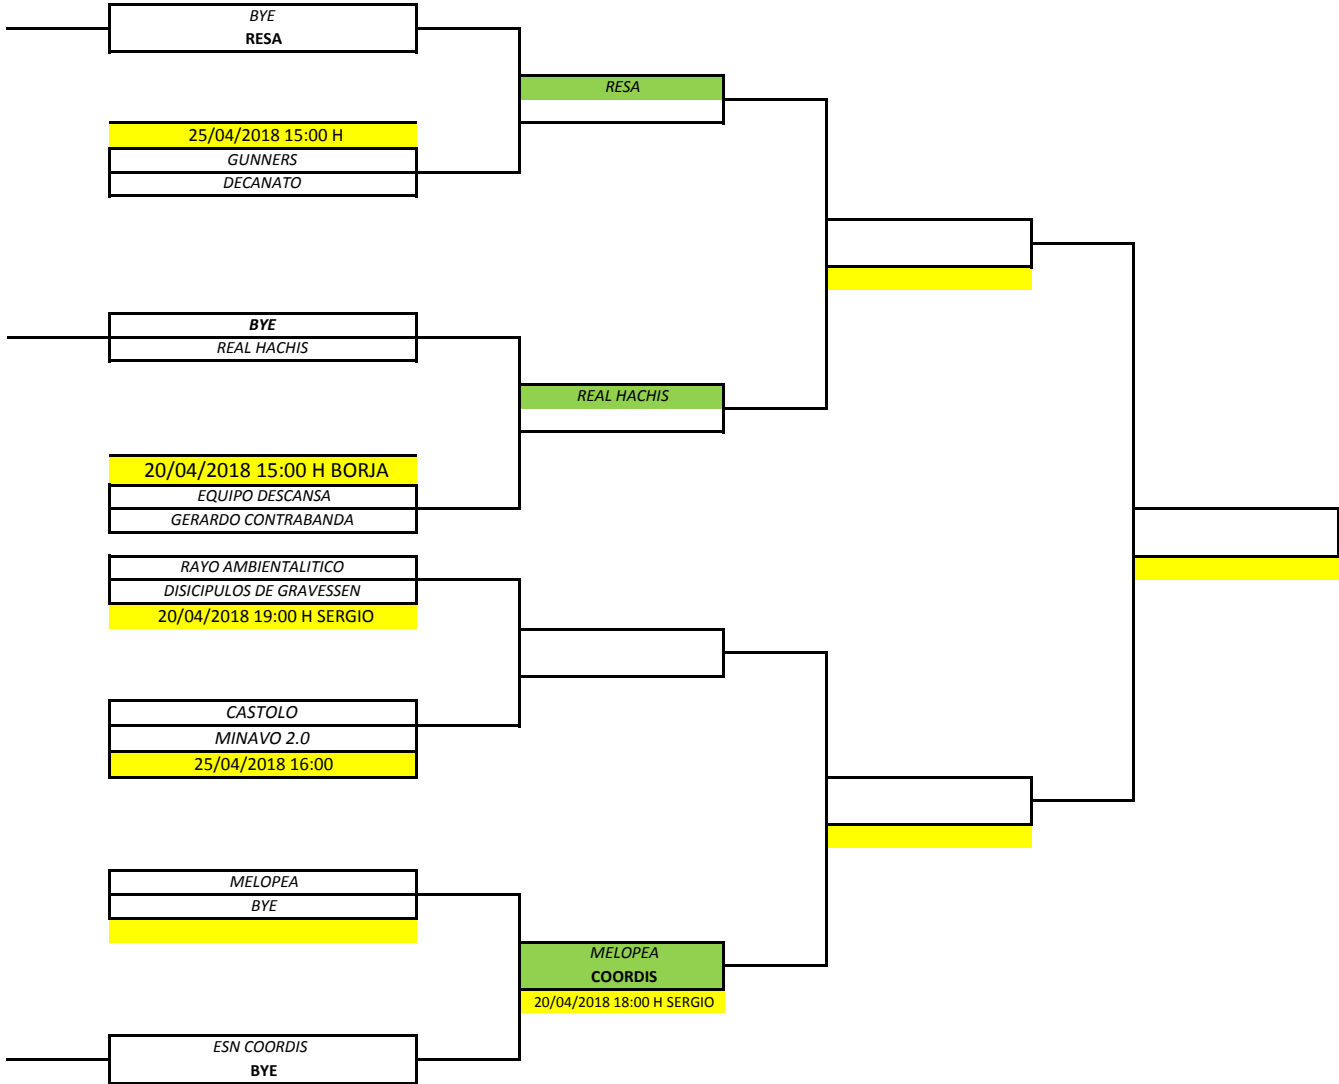 BYE
RESA
RESA
25/04/2018 15:00 H
GUNNERS
DECANATO
BYE
REAL HACHIS
REAL HACHIS
20/04/2018 15:00 H BORJA
EQUIPO DESCANSA
GERARDO CONTRABANDA
RAYO AMBIENTALITICO
DISICIPULOS DE GRAVESSEN
20/04/2018 19:00 H SERGIO
CASTOLO
MINAVO 2.0
25/04/2018 16:00
MELOPEA
BYE
MELOPEA
COORDIS
20/04/2018 18:00 H SERGIO
ESN COORDIS
BYE